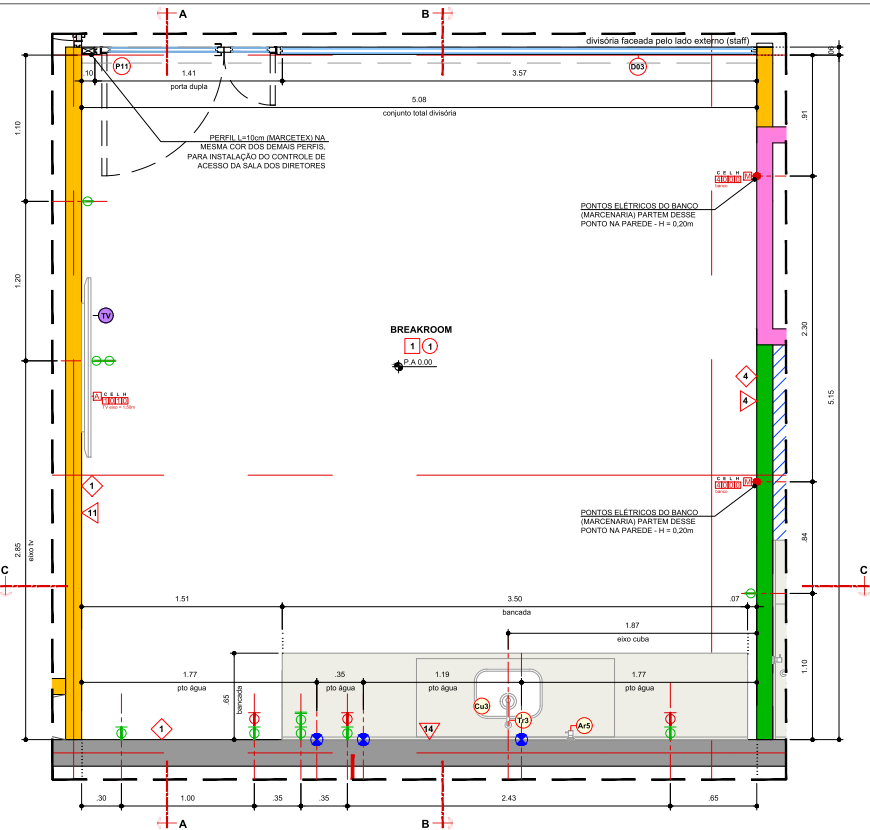 A
B
divisória faceada pelo lado externo (staff)
.06
P11
D03
.10
1.41
3.57
porta dupla
5.08
conjunto total divisória
1.10
.91
PERFIL L=10cm (MARCETEX) NA
MESMA COR DOS DEMAIS PERFIS,
PARA INSTALAÇÃO DO CONTROLE DE
ACESSO DA SALA DOS DIRETORES
C E L H
M
banco
PONTOS ELÉTRICOS DO BANCO
(MARCENARIA) PARTEM DESSE
PONTO NA PAREDE - H = 0,20m
1.20
TV
BREAKROOM
1 1
P.A 0.00
2.30
4
4
5.15
A
C E L H
TV eixo = 1,50m
1
11
C E L H
M
banco
PONTOS ELÉTRICOS DO BANCO
(MARCENARIA) PARTEM DESSE
PONTO NA PAREDE - H = 0,20m
2.85
eixo tv
.84
C
C
1.51
3.50
.07
bancada
1.87
eixo cuba
1.77
.35
1.19
1.77
pto água
pto água
pto água
pto água
.65
bancada
1.10
Cu3
Tr3
Ar5
1
14
.30
1.00
.35
.35
2.43
.65
A
B